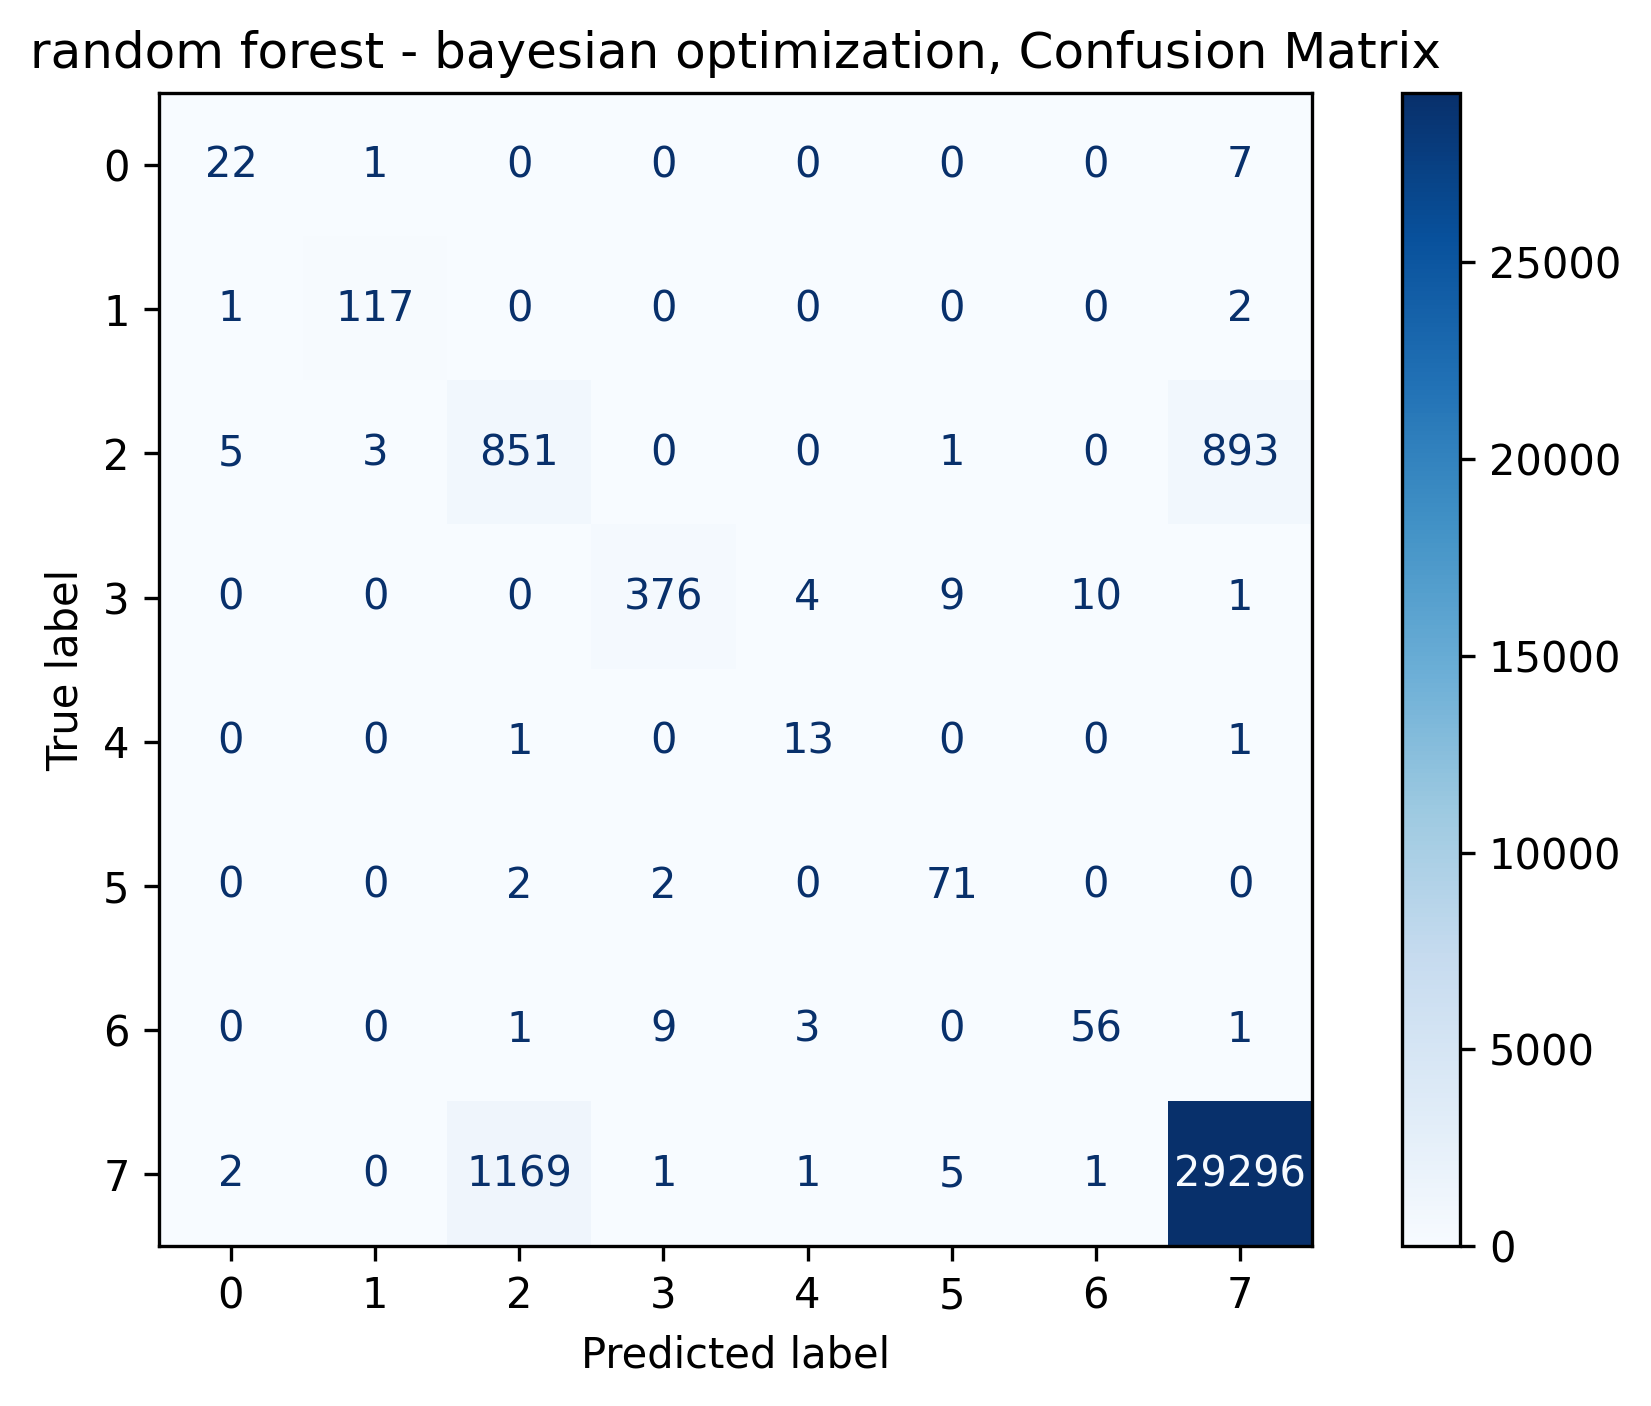 random forest - bayesian optimization, Confusion Matrix
0 22 1 0 0 0 0 0 7
1 1 117 0 0 0 0 0 2
2 5 3 851 0 0 1 0 893
3 0 0 0 376 4 9 10 1
4 0 0 1 0 13 0 0 1
5 0 0 2 2 0 71 0 0
6 0 0 1 9 3 0 56 1
7 2 0 1169 1 1 5 1 29296
0 1 2 3 4 5 6 7
True label
Predicted label
25000
20000
15000
10000
5000
0